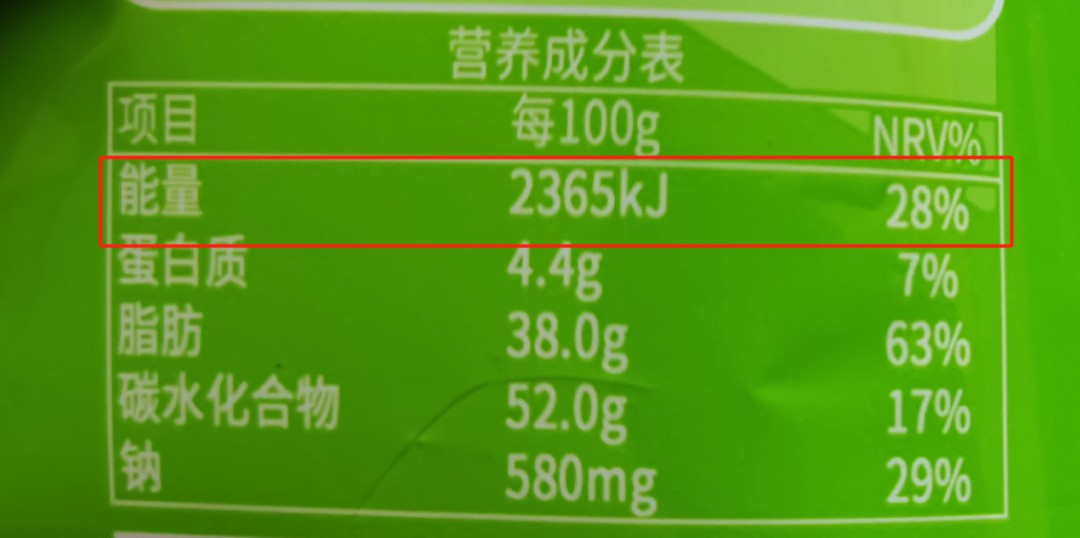 营养成分表
项目 每100g NRV%
能量 2365kJ 28%
蛋白质 4.4g 7%
脂肪 38.0g 63%
碳水化合物 52.0g 17%
钠 580mg 29%